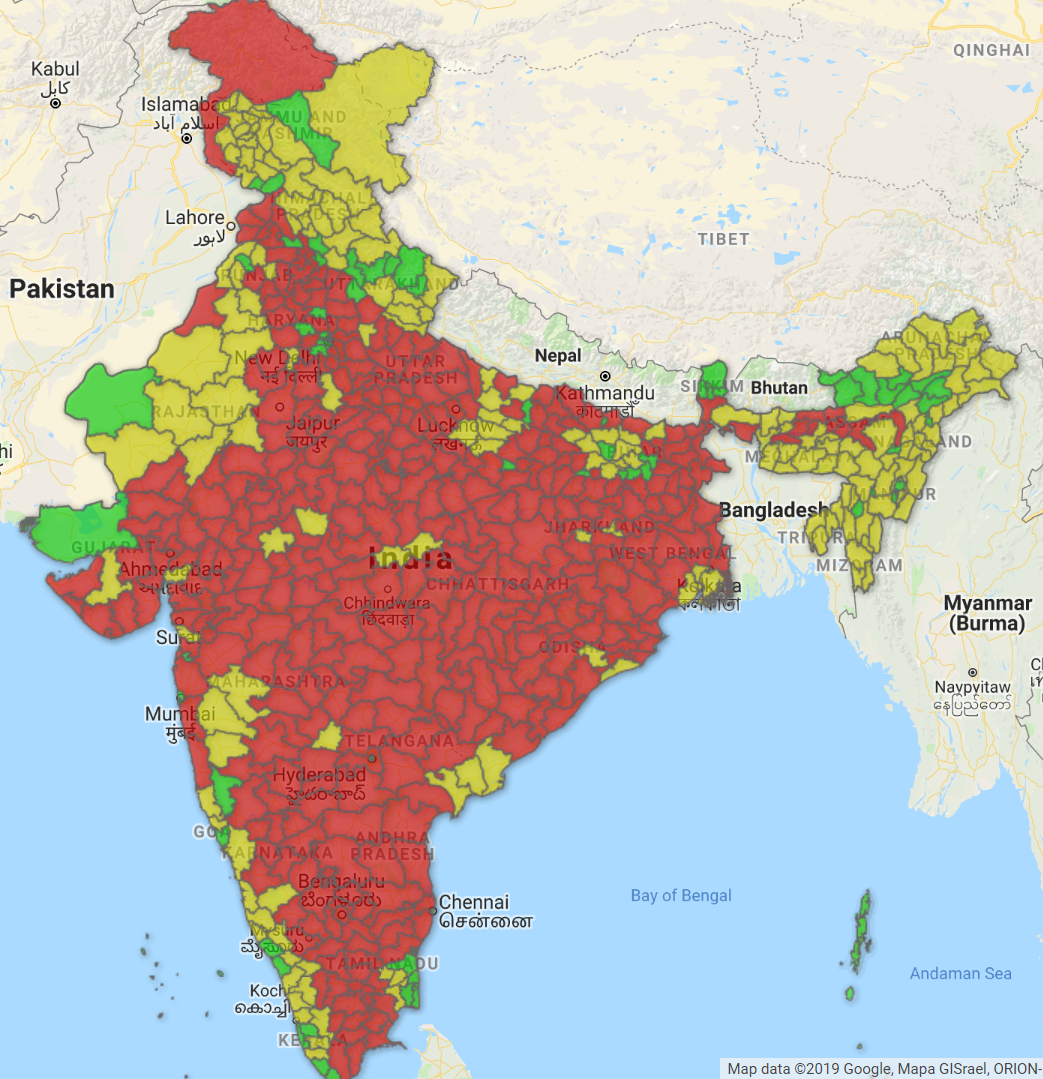 QINGHAI
Kabul
کابل
Islamabad
اسلام آباد
JAMMU AND
KASHMIR
HIMACHAL
PRADESH
Lahore
لاہور
TIBET
Pakistan
PUNJAB
UTTARAKHAND
HARYANA
ARUNACHAL
PRADESH
New Delhi
नई दिल्ली
UTTAR
PRADESH
Nepal
Kathmandu
काठमाडौं
SIKKIM
Bhutan
RAJASTHAN
Jaipur
जयपुर
Lucknow
लखनऊ
ASSAM
NAGALAND
BIHAR
MEGHALAYA
hi
MANIPUR
Bangladesh
JHARKHAND
TRIPURA
GUJARAT
India
WEST BENGAL
MIZORAM
Ahmedabad
અમદાવાદ
CHHATTISGARH
Kolkata
কলকাতা
Chhindwara
छिंदवाड़ा
Myanmar
(Burma)
Surat
ODISHA
MAHARASHTRA
Naypyitaw
နေပြည်တော်
Mumbai
मुंबई
TELANGANA
Hyderabad
హైదరాబాద్
GOA
KARNATAKA
ANDHRA
PRADESH
Bengaluru
ಬೆಂಗಳೂರು
Chennai
சென்னை
Bay of Bengal
Mysuru
ಮೈಸೂರು
TAMIL NADU
Andaman Sea
Kochi
കൊച്ചി
KERALA
Map data ©2019 Google, Mapa GISrael, ORION-